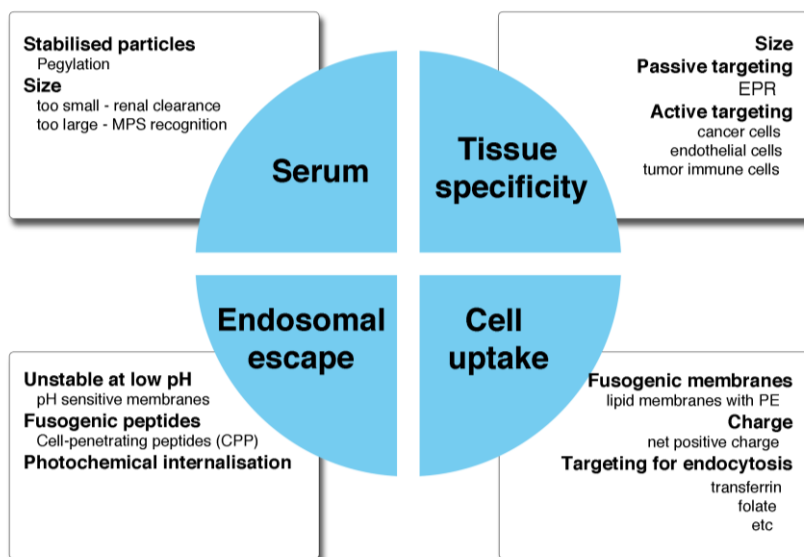 Stabilised particles
Pegylation
Size
too small - renal clearance
too large - MPS recognition
Serum
Size
Passive targeting
EPR
Active targeting
cancer cells
endothelial cells
tumor immune cells
Tissue
specificity
Endosomal
escape
Unstable at low pH
pH sensitive membranes
Fusogenic peptides
Cell-penetrating peptides (CPP)
Photochemical internalisation
Cell
uptake
Fusogenic membranes
lipid membranes with PE
Charge
net positive charge
Targeting for endocytosis
transferrin
folate
etc